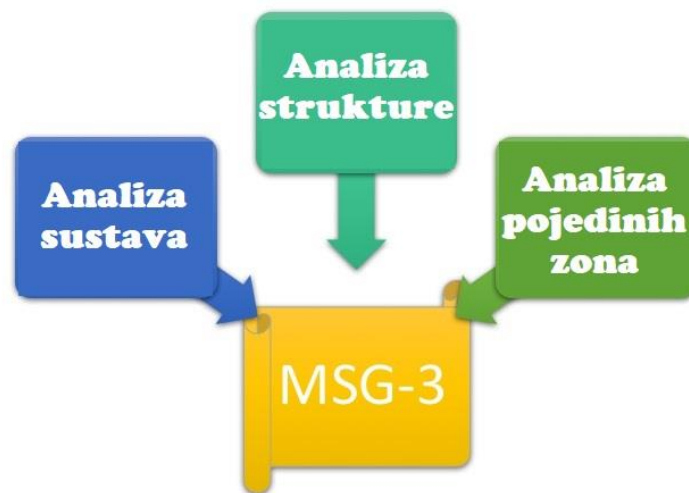 Analiza
strukture
Analiza
sustava
Analiza
pojedinih
zona
MSG-3